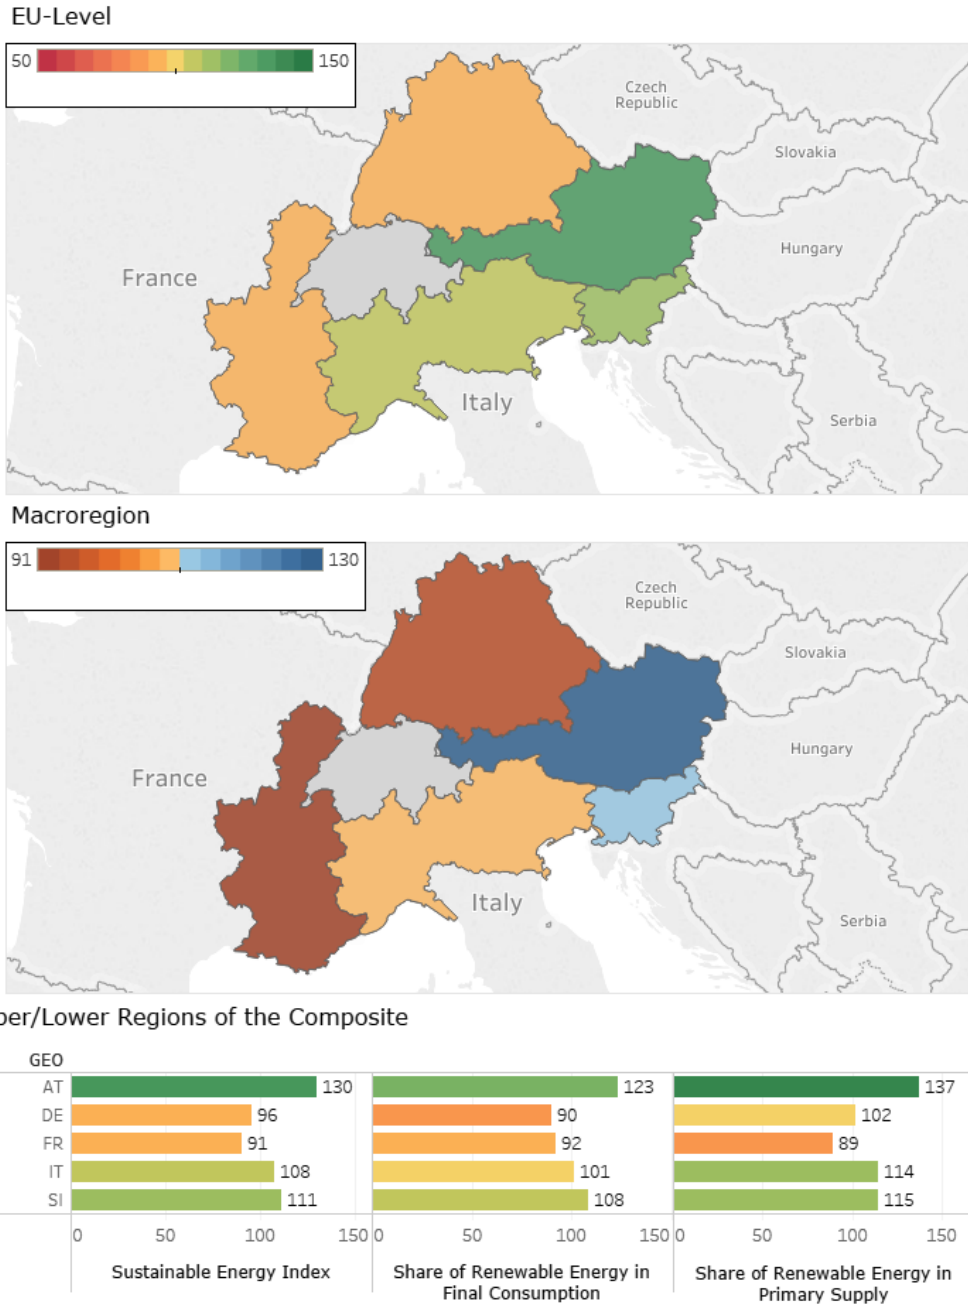 EU-Level
50 150
Czech
Republic
Slovakia
Hungary
France
Italy
Serbia
Macroregion
91 130
Czech
Republic
Slovakia
Hungary
France
Italy
Serbia
per/Lower Regions of the Composite
GEO
AT 130 123 137
DE 96 90 102
FR 91 92 89
IT 108 101 114
SI 111 108 115
0 50 100 150 0 50 100 150 0 50 100 150
Sustainable Energy Index
Share of Renewable Energy in
Final Consumption
Share of Renewable Energy in
Primary Supply